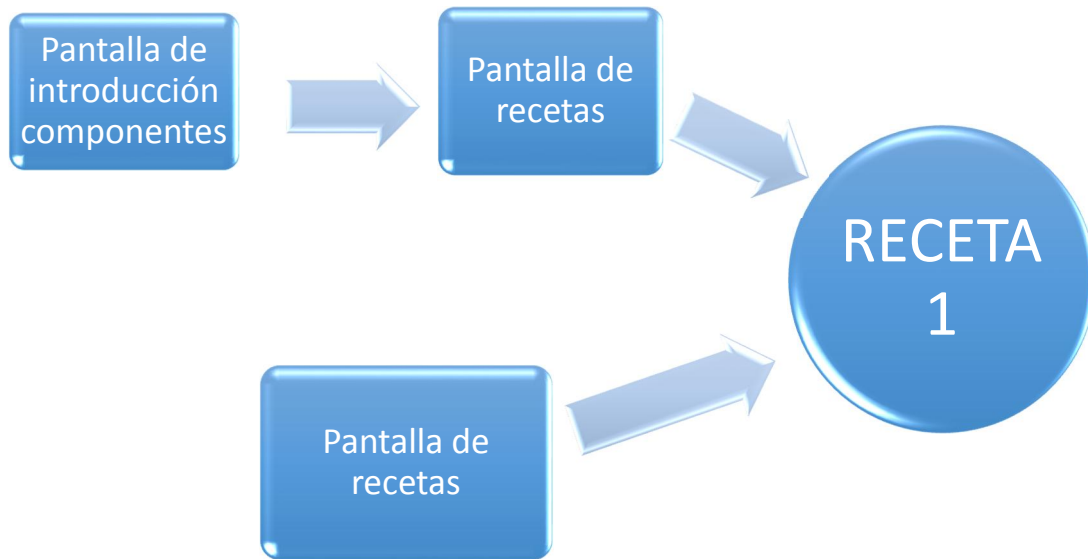 Pantalla de
introducción
componentes
Pantalla de
recetas
RECETA
1
Pantalla de
recetas